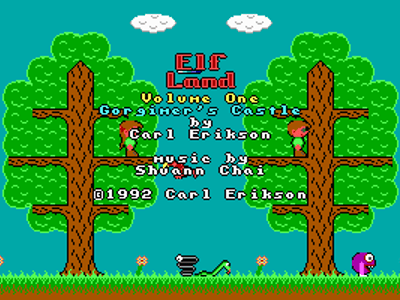 Elf
Land
Volume One
Gorgimer's Castle
by
Carl Erikson
music by
Shuann Chai
©1992 Carl Erikson